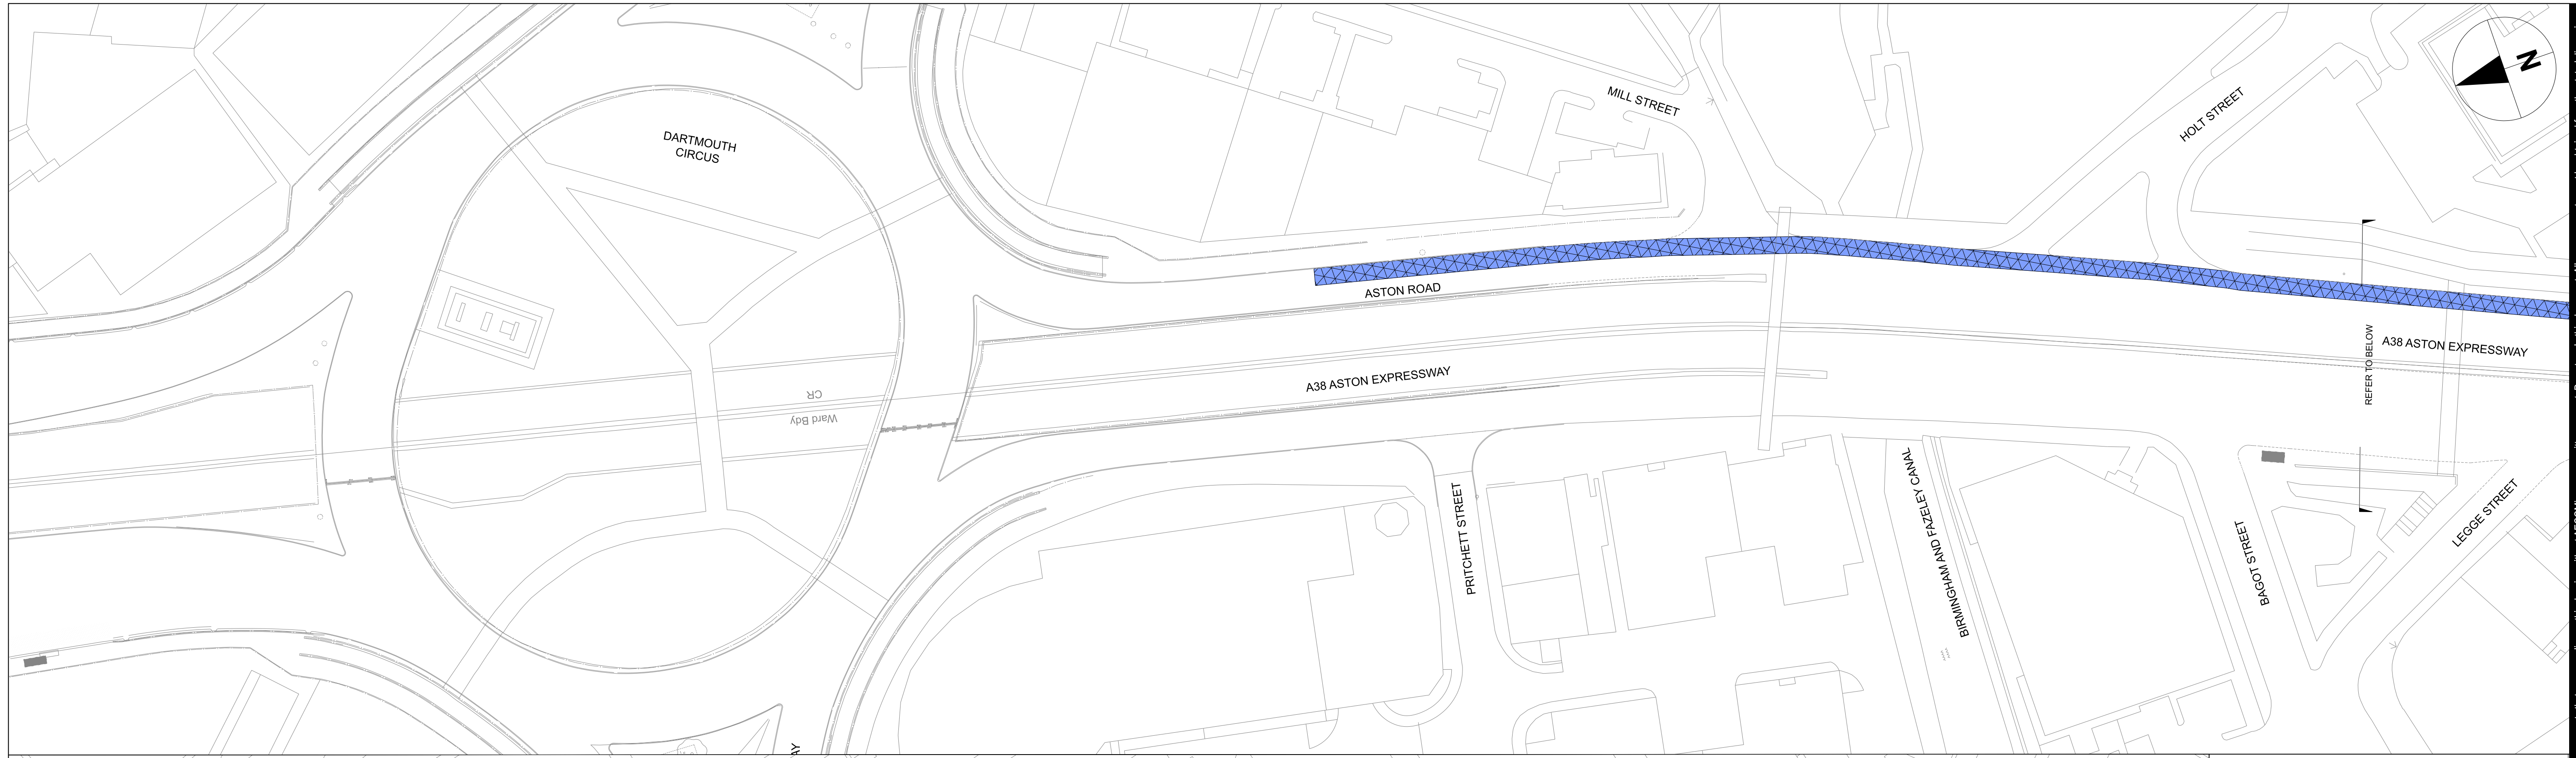 DARTMOUTH
CIRCUS
MILL STREET
HOLT STREET
N
ASTON ROAD
A38 ASTON EXPRESSWAY
A38 ASTON EXPRESSWAY
REFER TO BELOW
CR
Ward Bdy
PRITCHETT STREET
BIRMINGHAM AND FAZELEY CANAL
BAGOT STREET
LEGGE STREET